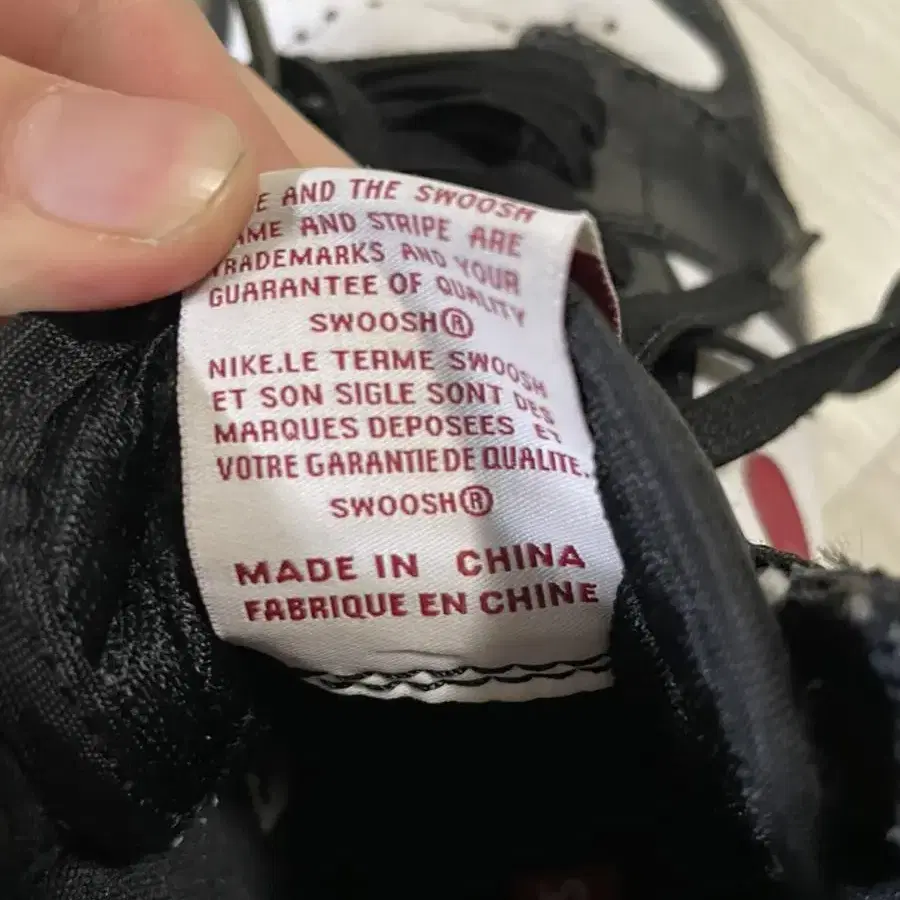 E AND THE SWOOSH
AME AND STRIPE ARE
TRADEMARKS AND YOUR
GUARANTEE OF QUALITY
SWOOSH®
NIKE.LE TERME SWOOSH
ET SON SIGLE SONT DES
MARQUES DEPOSEES ET
VOTRE GARANTIE DE QUALITE.
SWOOSH®
MADE IN CHINA
FABRIQUE EN CHINE